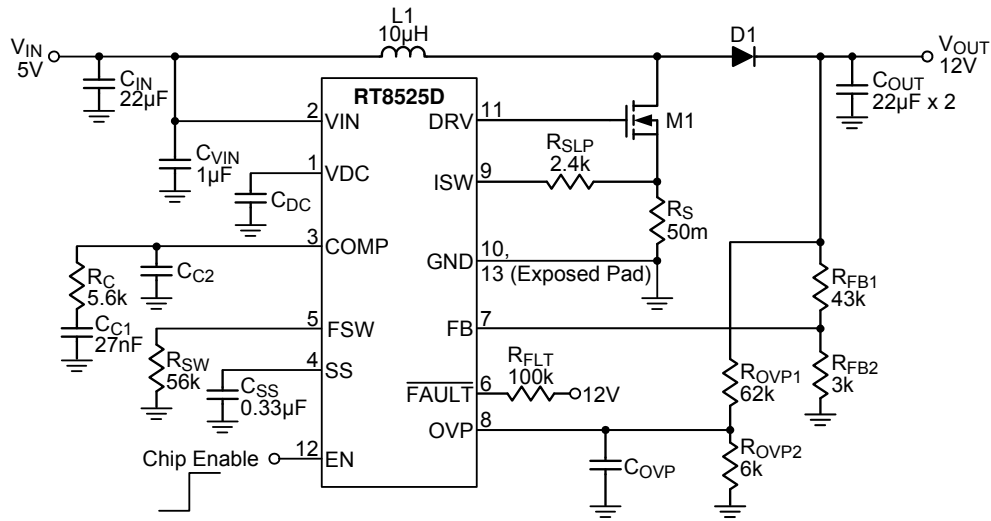 L1
10µH
D1
VIN
5V
VOUT
12V
CIN
22µF
COUT
22µF x 2
RT8525D
2
VIN
DRV
11
M1
CVIN
1µF
1
VDC
RSLP
2.4k
ISW
9
CDC
RS
50m
3
COMP
GND
10,
13 (Exposed Pad)
RC
5.6k
CC2
RFB1
43k
CC1
27nF
5
FSW
FB
7
RSW
56k
4
SS
RFLT
100k
12V
FAULT
6
ROVP1
62k
RFB2
3k
CSS
0.33µF
OVP
8
Chip Enable
12
EN
COVP
ROVP2
6k